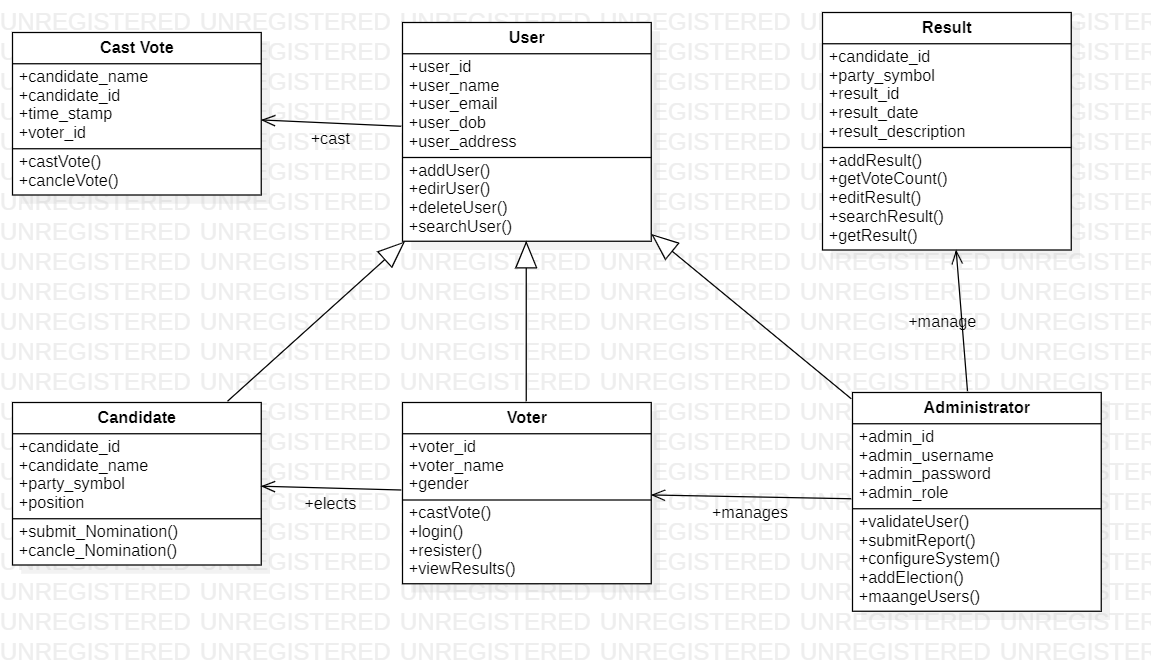 Cast Vote
+candidate_name
+candidate_id
+time_stamp
+voter_id
+castVote()
+cancleVote()
+cast
User
+user_id
+user_name
+user_email
+user_dob
+user_address
+addUser()
+edirUser()
+deleteUser()
+searchUser()
Result
+candidate_id
+party_symbol
+result_id
+result_date
+result_description
+addResult()
+getVoteCount()
+editResult()
+searchResult()
+getResult()
+manage
Candidate
+candidate_id
+candidate_name
+party_symbol
+position
+submit_Nomination()
+cancle_Nomination()
+elects
Voter
+voter_id
+voter_name
+gender
+castVote()
+login()
+resister()
+viewResults()
+manages
Administrator
+admin_id
+admin_username
+admin_password
+admin_role
+validateUser()
+submitReport()
+configureSystem()
+addElection()
+maangeUsers()
UNREGISTERED